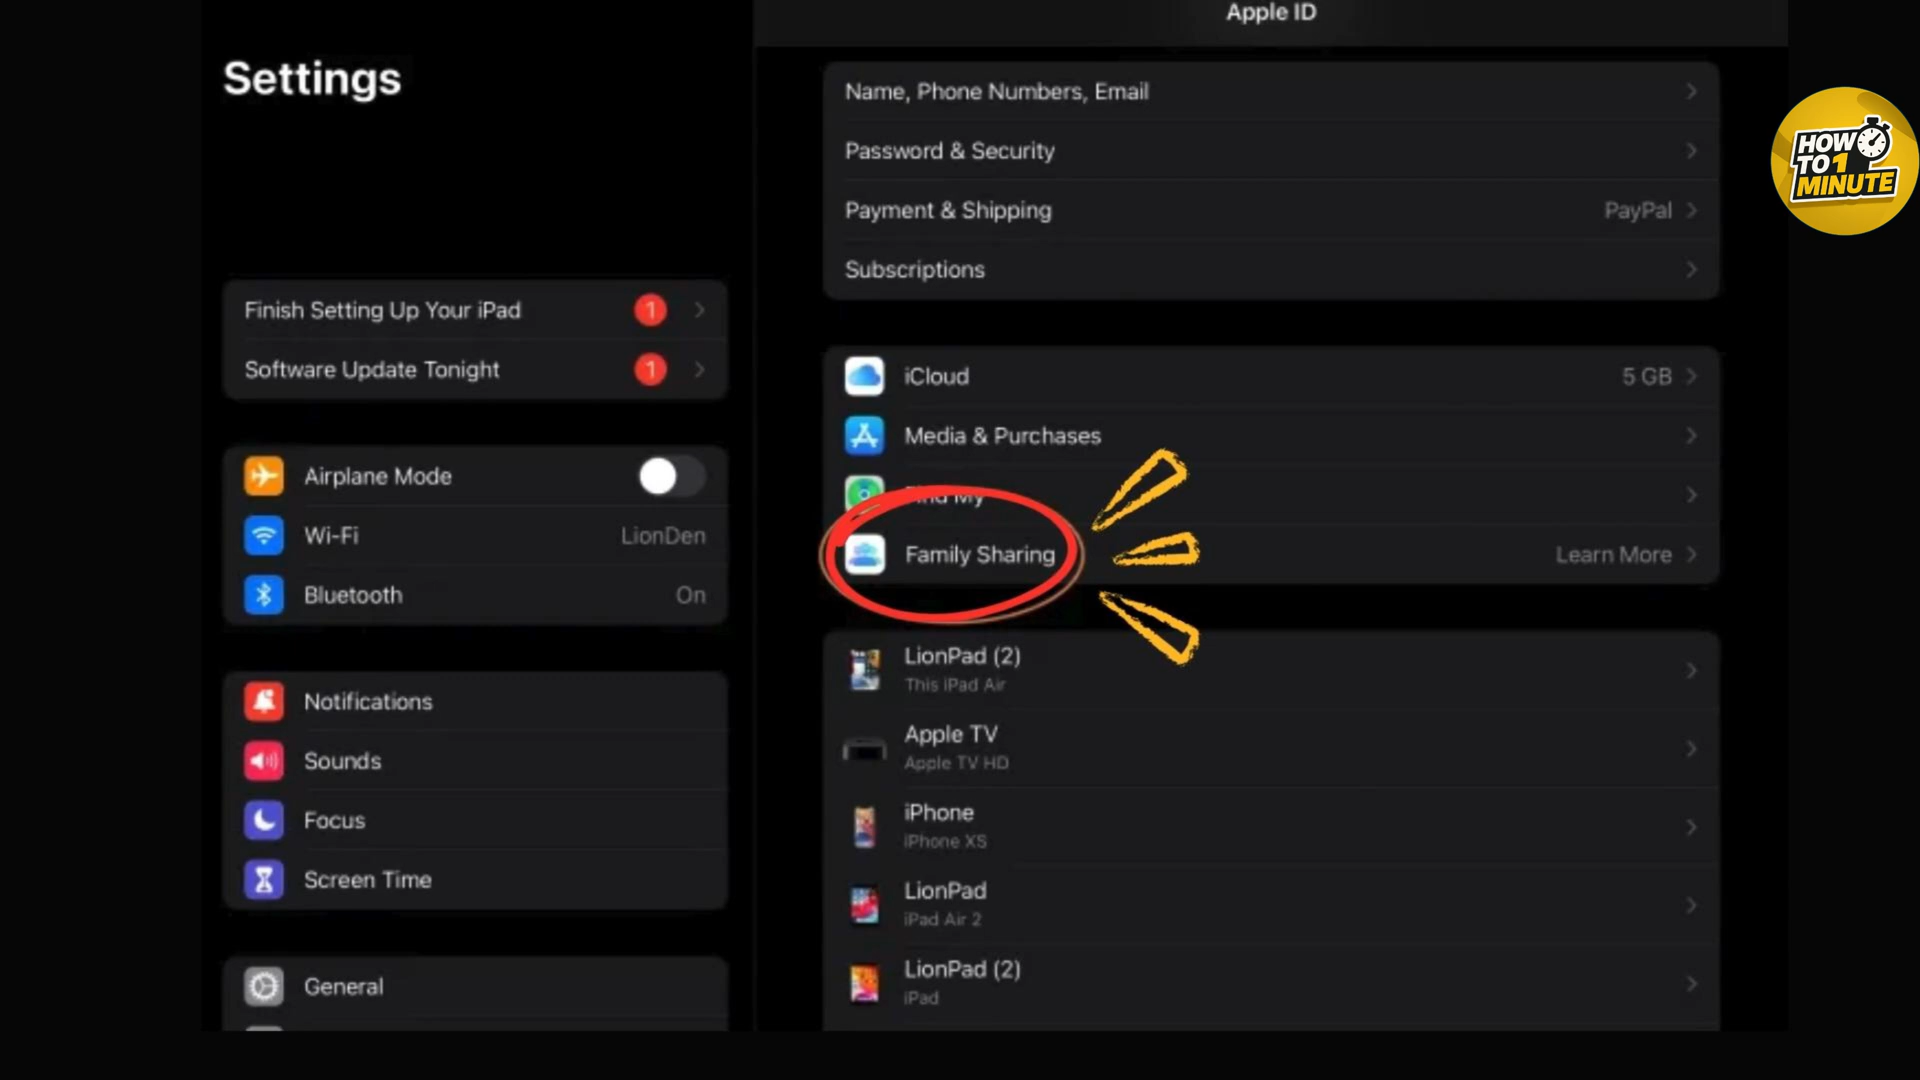 Apple ID
Settings
Name, Phone Numbers, Email
Password & Security
Payment & Shipping PayPal
Subscriptions
HOW
TO 1
MINUTE
Finish Setting Up Your iPad 1
Software Update Tonight 1
Airplane Mode
Wi-Fi LionDen
Bluetooth On
Notifications
Sounds
Focus
Screen Time
General
iCloud 5 GB
Media & Purchases
Find My
Family Sharing Learn More
LionPad (2)
This iPad Air
Apple TV
Apple TV HD
iPhone
iPhone XS
LionPad
iPad Air 2
LionPad (2)
iPad